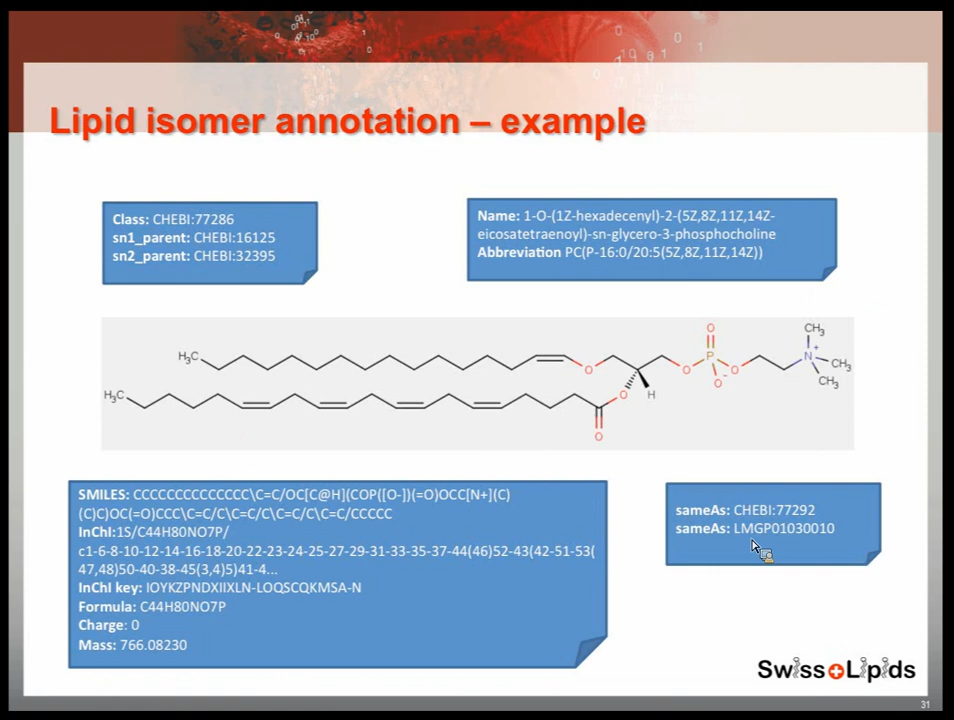 Lipid isomer annotation – example
Class: CHEBI:77286
sn1_parent: CHEBI:16125
sn2_parent: CHEBI:32395
Name: 1-O-(1Z-hexadecenyl)-2-(5Z,8Z,11Z,14Z-
eicosatetraenoyl)-sn-glycero-3-phosphocholine
Abbreviation PC(P-16:0/20:5(5Z,8Z,11Z,14Z))
H3C
O
O
P
O-
O
N+
CH3
CH3
CH3
H3C
O
H
O
O
SMILES: CCCCCCCCCCCCCC\C=C/OC[C@H](COP([O-])(=O)OCC[N+](C)
(C)C)OC(=O)CCC\C=C/C\C=C/C\C=C/C\C=C/CCCCC
InChI:1S/C44H80NO7P/
c1-6-8-10-12-14-16-18-20-22-23-24-25-27-29-31-33-35-37-44(46)52-43(42-51-53(
47,48)50-40-38-45(3,4)5)41-4...
InChI key: IOYKZPNDXIIXLN-LOQSCQKMSA-N
Formula: C44H80NO7P
Charge: 0
Mass: 766.08230
sameAs: CHEBI:77292
sameAs: LMGP01030010
SwissLipids
31